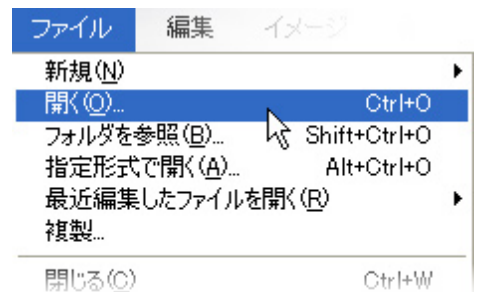 ファイル 編集 イメージ
新規(N)
開く(O)... Ctrl+O
フォルダを参照(B)... Shift+Ctrl+O
指定形式で開く(A)... Alt+Ctrl+O
最近編集したファイルを開く(R)
複製...
閉じる(C) Ctrl+W